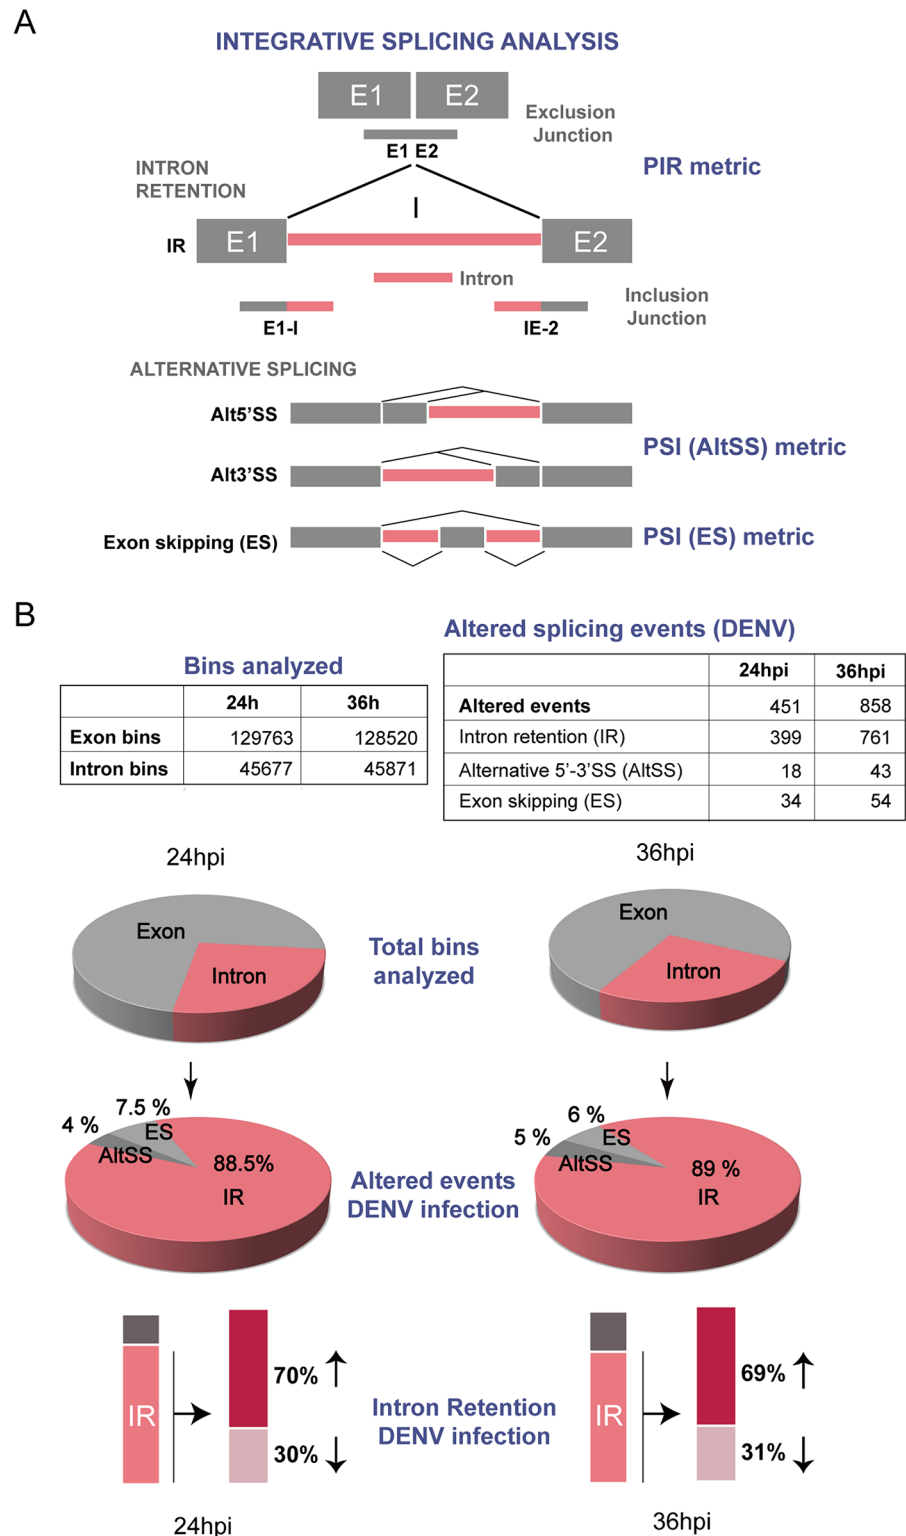 A
INTEGRATIVE SPLICING ANALYSIS
E1 E2
Exclusion
Junction
E1 E2
PIR metric
INTRON
RETENTION
I
IR
E1
E2
Intron
Inclusion
Junction
E1-I
IE-2
ALTERNATIVE SPLICING
Alt5'SS
PSI (AltSS) metric
Alt3'SS
Exon skipping (ES)
PSI (ES) metric
B
Altered splicing events (DENV)
Bins analyzed
24h 36h
Exon bins 129763 128520
Intron bins 45677 45871
24hpi 36hpi
Altered events 451 858
Intron retention (IR) 399 761
Alternative 5'-3'SS (AltSS) 18 43
Exon skipping (ES) 34 54
24hpi
36hpi
Exon
Intron
Total bins
analyzed
Exon
Intron
7.5 %
4 %
ES
AltSS
88.5%
IR
Altered events
DENV infection
6 %
5 %
ES
AltSS
89 %
IR
IR
70%
30%
Intron Retention
DENV infection
IR
69%
31%
24hpi
36hpi